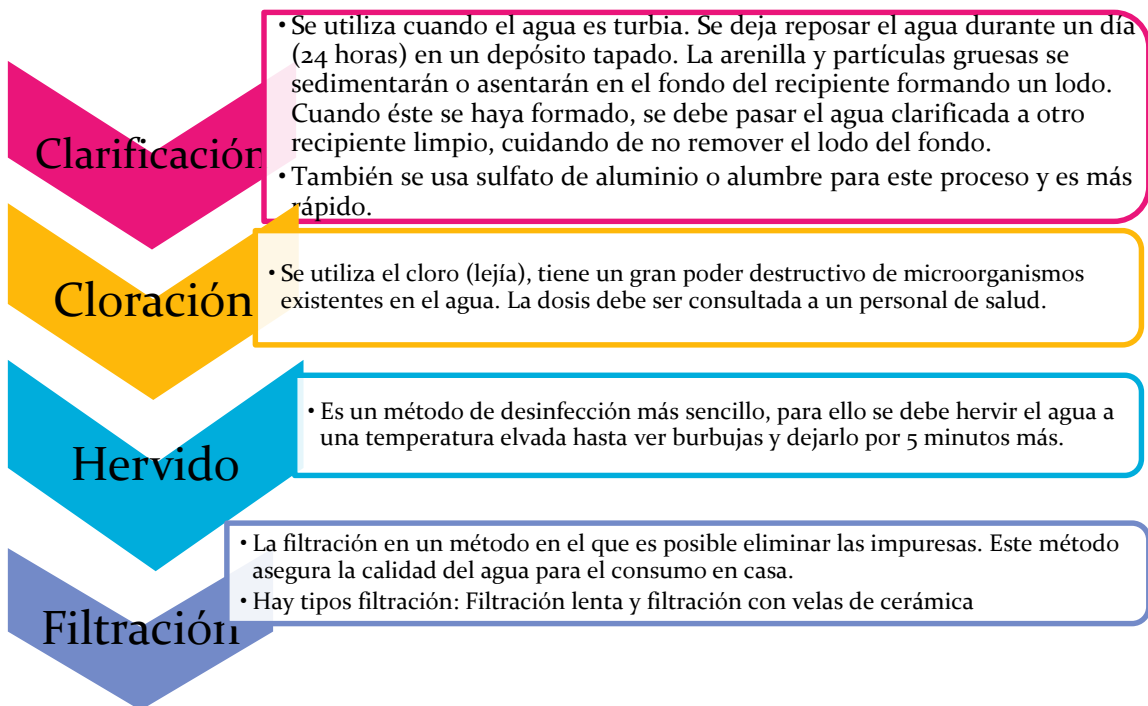 Clarificación
• Se utiliza cuando el agua es turbia. Se deja reposar el agua durante un día
(24 horas) en un depósito tapado. La arenilla y partículas gruesas se
sedimentarán o asentarán en el fondo del recipiente formando un lodo.
Cuando éste se haya formado, se debe pasar el agua clarificada a otro
recipiente limpio, cuidando de no remover el lodo del fondo.
• También se usa sulfato de aluminio o alumbre para este proceso y es más
rápido.
Cloración
• Se utiliza el cloro (lejía), tiene un gran poder destructivo de microorganismos
existentes en el agua. La dosis debe ser consultada a un personal de salud.
Hervido
• Es un método de desinfección más sencillo, para ello se debe hervir el agua a
una temperatura elvada hasta ver burbujas y dejarlo por 5 minutos más.
Filtración
• La filtración en un método en el que es posible eliminar las impuresas. Este método
asegura la calidad del agua para el consumo en casa.
• Hay tipos filtración: Filtración lenta y filtración con velas de cerámica